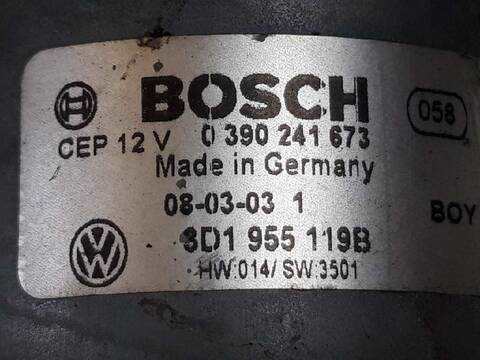 BOSCH
058
CEP 12 V 0 390 241 673
Made in Germany
08-03-03 1
BOY
3D1 955 119B
HW:014/ SW:3501